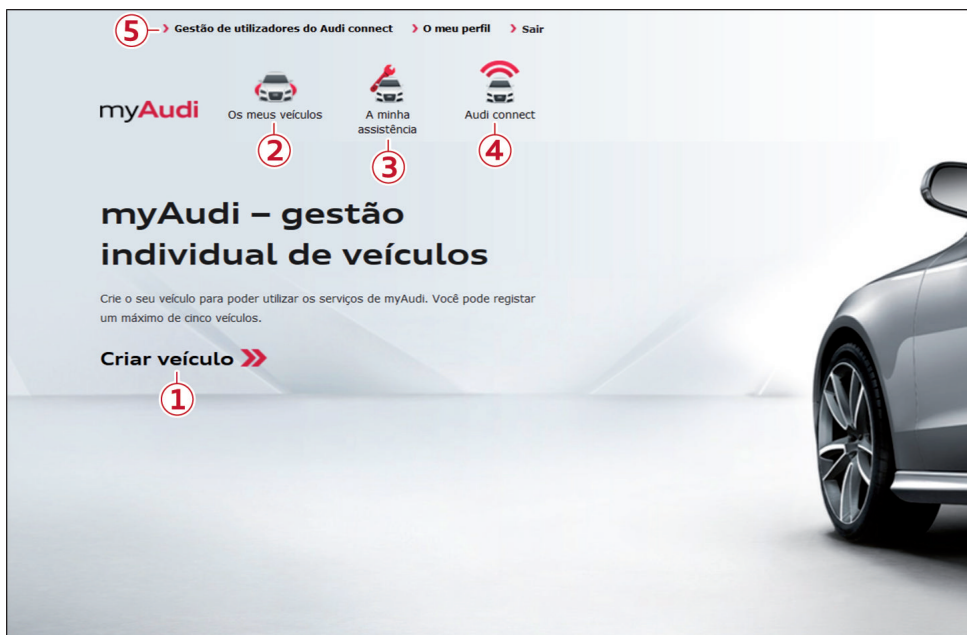 ⑤ Gestão de utilizadores do Audi connect O meu perfil Sair
myAudi
Os meus veículos
②
A minha
assistência
③
Audi connect
④
myAudi – gestão
individual de veículos
Crie o seu veículo para poder utilizar os serviços de myAudi. Você pode registar
um máximo de cinco veículos.
Criar veículo
①